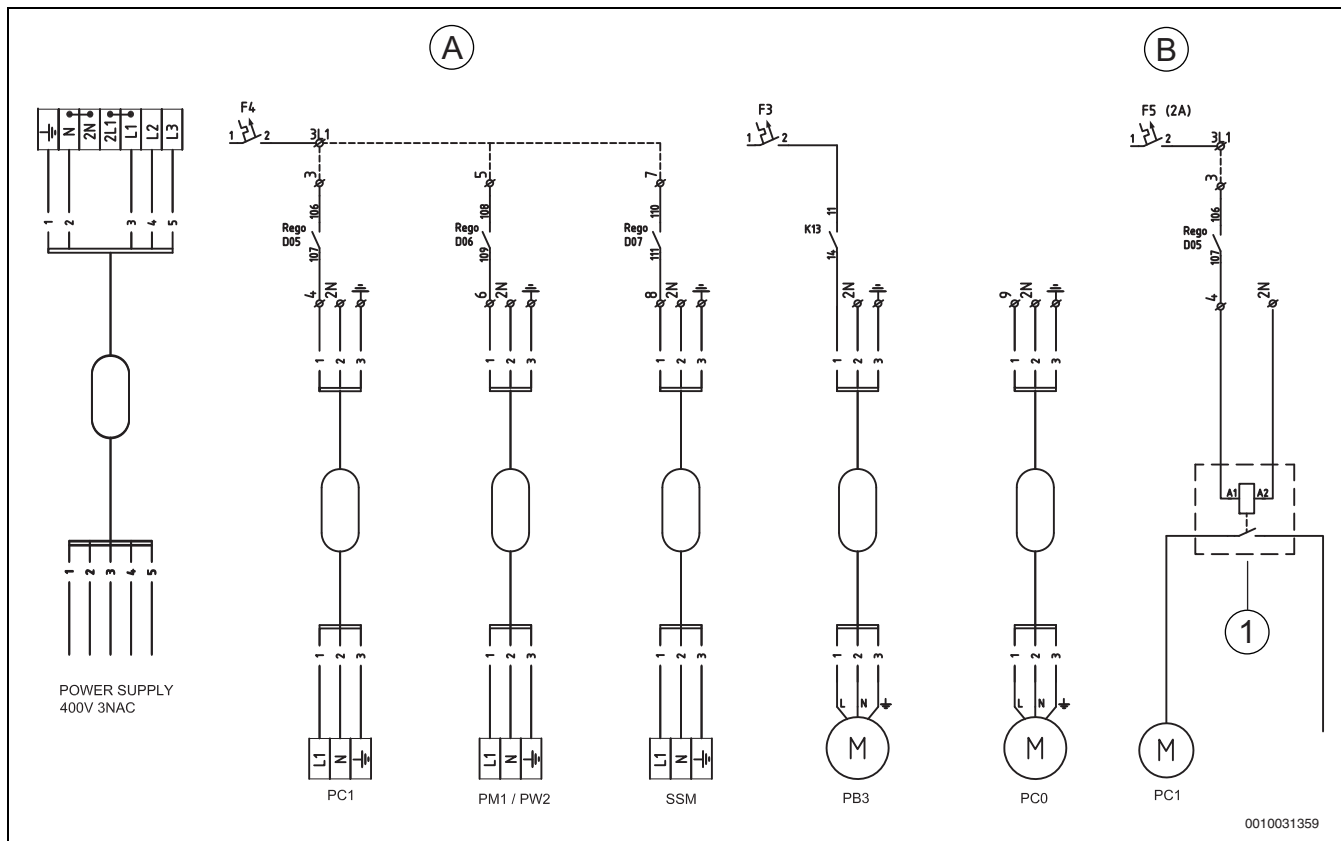 A
B
F4
1 2
3L1
F3
1 2
F5 (2A)
1 2
3L1
N 2N 2L1 L1 L2 L3
3 5 7
3
106 108 110 11
106
Rego D05
Rego D06
Rego D07
K13
Rego D05
107 109 111 14
107
4 2N
6 2N
8 2N
2N
9 2N
4 2N
1 2 3 4 5
1 2 3
1 2 3
1 2 3
1 2 3
1 2 3
A1 A2
1
1 2 3 4 5
1 2 3
1 2 3
1 2 3
1 2 3
1 2 3
POWER SUPPLY
400V 3NAC
L N
L N
L1 N
L1 N
L1 N
M
M
M
PC1
PM1 / PW2
SSM
PB3
PC0
PC1
0010031359